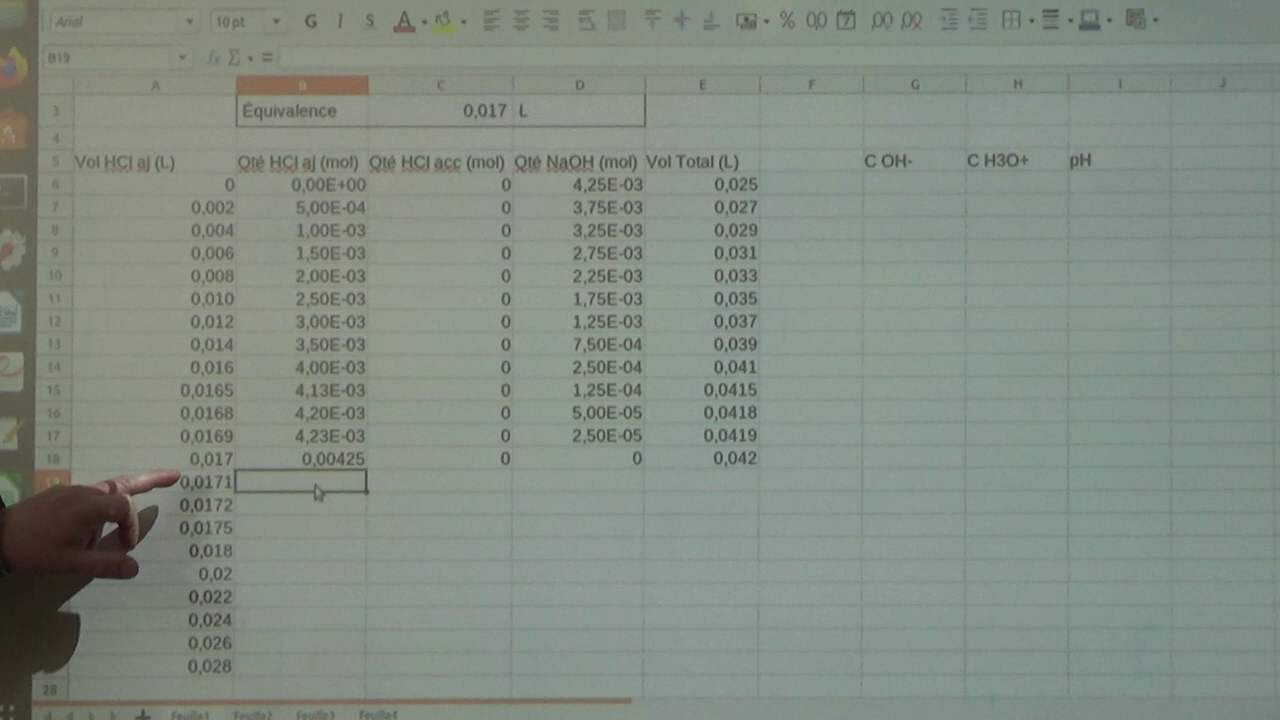 Arial 10 pt G I S A % 0,0 7 ,00 0,0
B19 fx Σ =
A B C D E F G H I J
3 Équivalence 0,017 L
4
5 Vol HCl aj (L) Qté HCl aj (mol) Qté HCl acc (mol) Qté NaOH (mol) Vol Total (L) C OH- C H3O+ pH
6 0 0,00E+00 0 4,25E-03 0,025
7 0,002 5,00E-04 0 3,75E-03 0,027
8 0,004 1,00E-03 0 3,25E-03 0,029
9 0,006 1,50E-03 0 2,75E-03 0,031
10 0,008 2,00E-03 0 2,25E-03 0,033
11 0,010 2,50E-03 0 1,75E-03 0,035
12 0,012 3,00E-03 0 1,25E-03 0,037
13 0,014 3,50E-03 0 7,50E-04 0,039
14 0,016 4,00E-03 0 2,50E-04 0,041
15 0,0165 4,13E-03 0 1,25E-04 0,0415
16 0,0168 4,20E-03 0 5,00E-05 0,0418
17 0,0169 4,23E-03 0 2,50E-05 0,0419
18 0,017 0,00425 0 0 0,042
0,0171
0,0172
0,0175
0,018
0,02
0,022
0,024
0,026
0,028
28
Feuille1 Feuille2 Feuille3 Feuille4